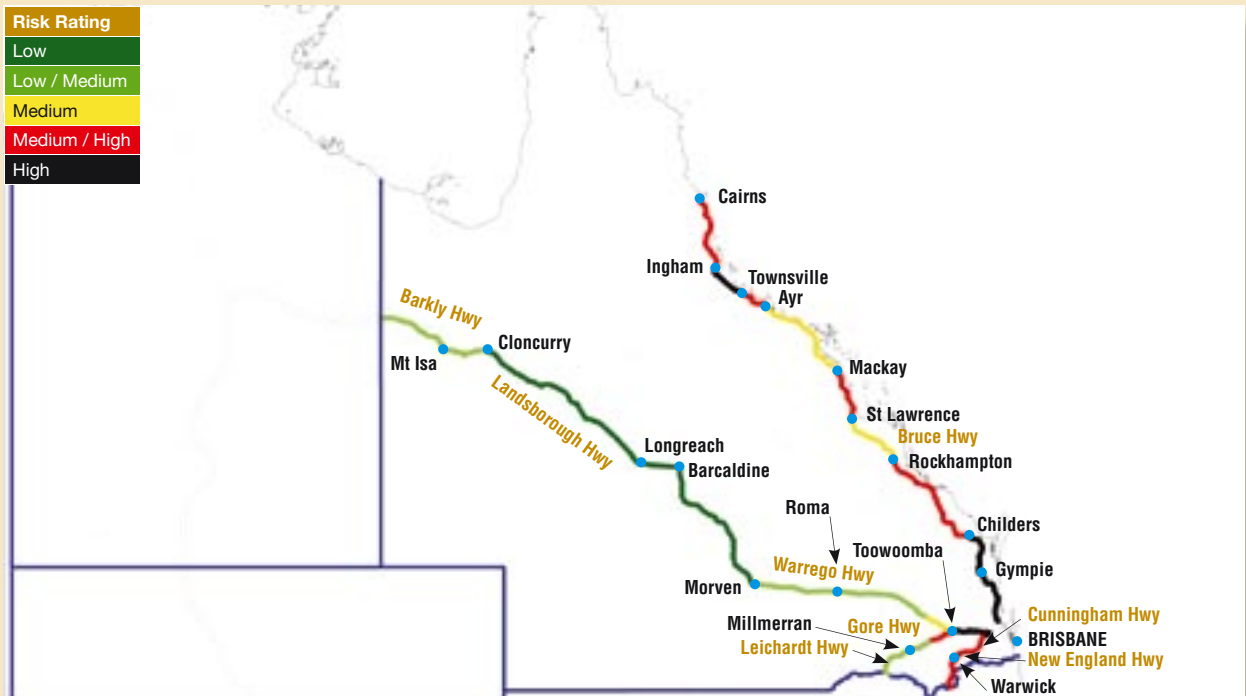 Risk Rating
Low
Low / Medium
Medium
Medium / High
High
Cairns
Ingham
Townsville
Ayr
Barkly Hwy
Cloncurry
Mt Isa
Mackay
Landsborough Hwy
St Lawrence
Bruce Hwy
Longreach
Barcaldine
Rockhampton
Roma
Childers
Toowoomba
Warrego Hwy
Gympie
Morven
Millmerran
Gore Hwy
Cunningham Hwy
Leichardt Hwy
BRISBANE
New England Hwy
Warwick